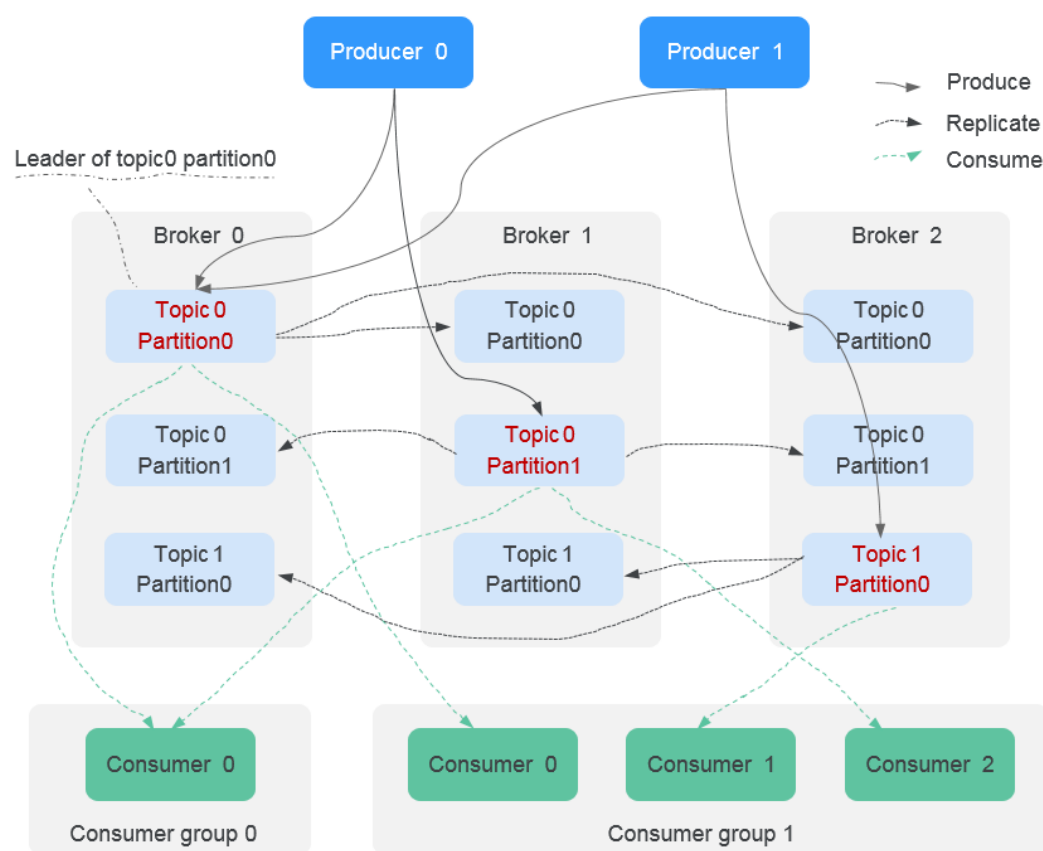 Producer 0
Producer 1
Produce
Replicate
Consume
Leader of topic0 partition0
Broker 0
Broker 1
Broker 2
Topic 0
Partition0
Topic 0
Partition0
Topic 0
Partition0
Topic 0
Partition1
Topic 0
Partition1
Topic 0
Partition1
Topic 1
Partition0
Topic 1
Partition0
Topic 1
Partition0
Consumer 0
Consumer 0
Consumer 1
Consumer 2
Consumer group 0
Consumer group 1